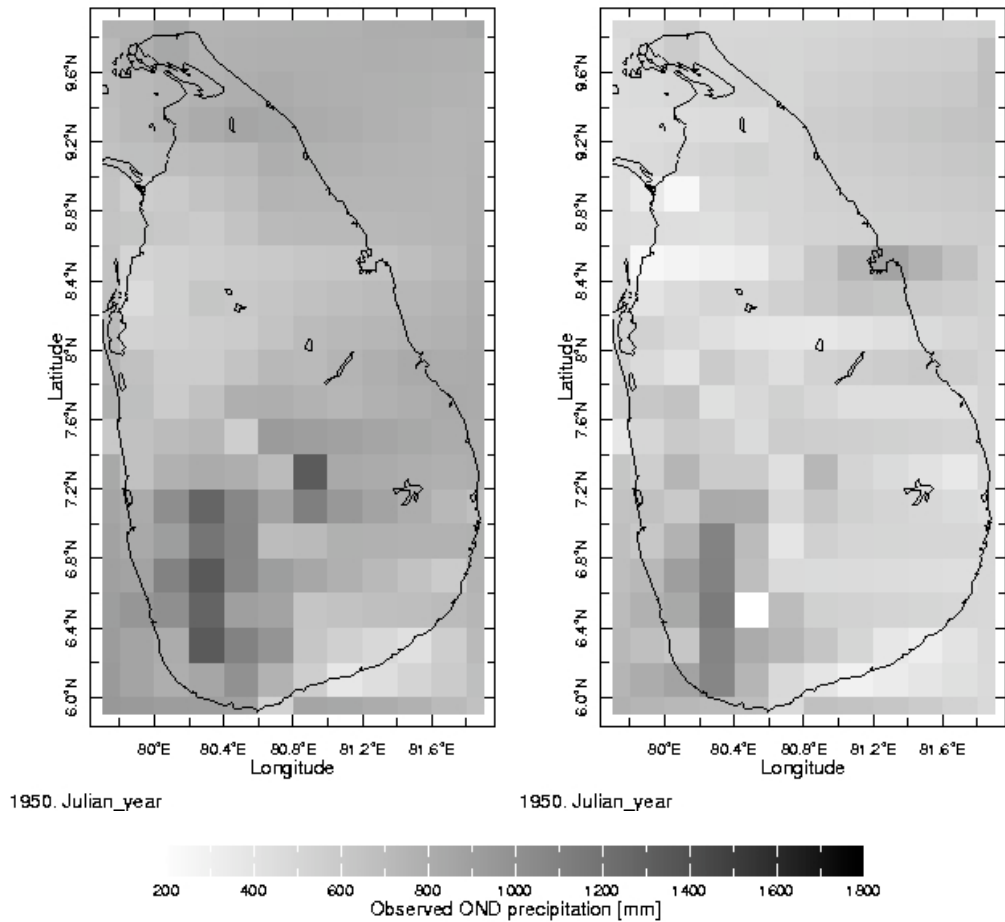 9.6°N
9.2°N
8.8°N
8.4°N
8°N
7.6°N
7.2°N
6.8°N
6.4°N
6.0°N
Latitude
80°E 80.4°E 80.8°E 81.2°E 81.6°E
Longitude
1950. Julian_year
9.6°N
9.2°N
8.8°N
8.4°N
8°N
7.6°N
7.2°N
6.8°N
6.4°N
6.0°N
Latitude
80°E 80.4°E 80.8°E 81.2°E 81.6°E
Longitude
1950. Julian_year
200 400 600 800 1000 1200 1400 1600 1800
Observed OND precipitation [mm]